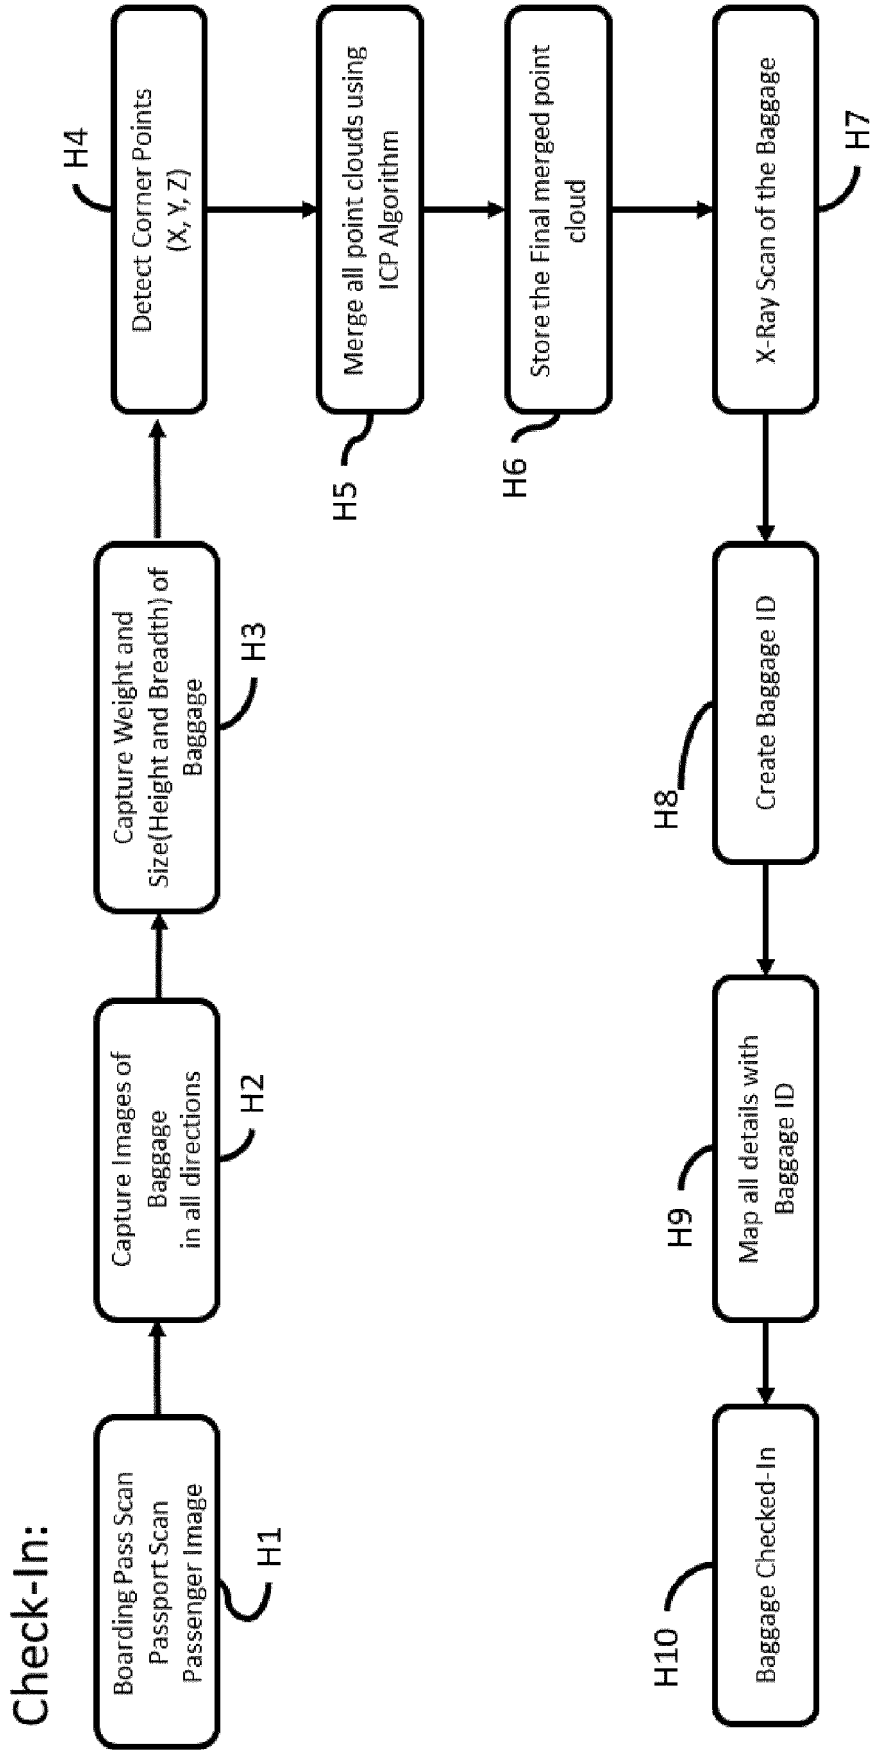 Check-In:
Boarding Pass Scan
Passport Scan
Passenger Image
H1
Capture Images of
Baggage
in all directions
H2
Capture Weight and
Size(Height and Breadth) of
Baggage
H3
Detect Corner Points
(X, Y, Z)
H4
Merge all point clouds using
ICP Algorithm
H5
Store the Final merged point
cloud
H6
X-Ray Scan of the Baggage
H7
Create Baggage ID
H8
Map all details with
Baggage ID
H9
Baggage Checked-In
H10